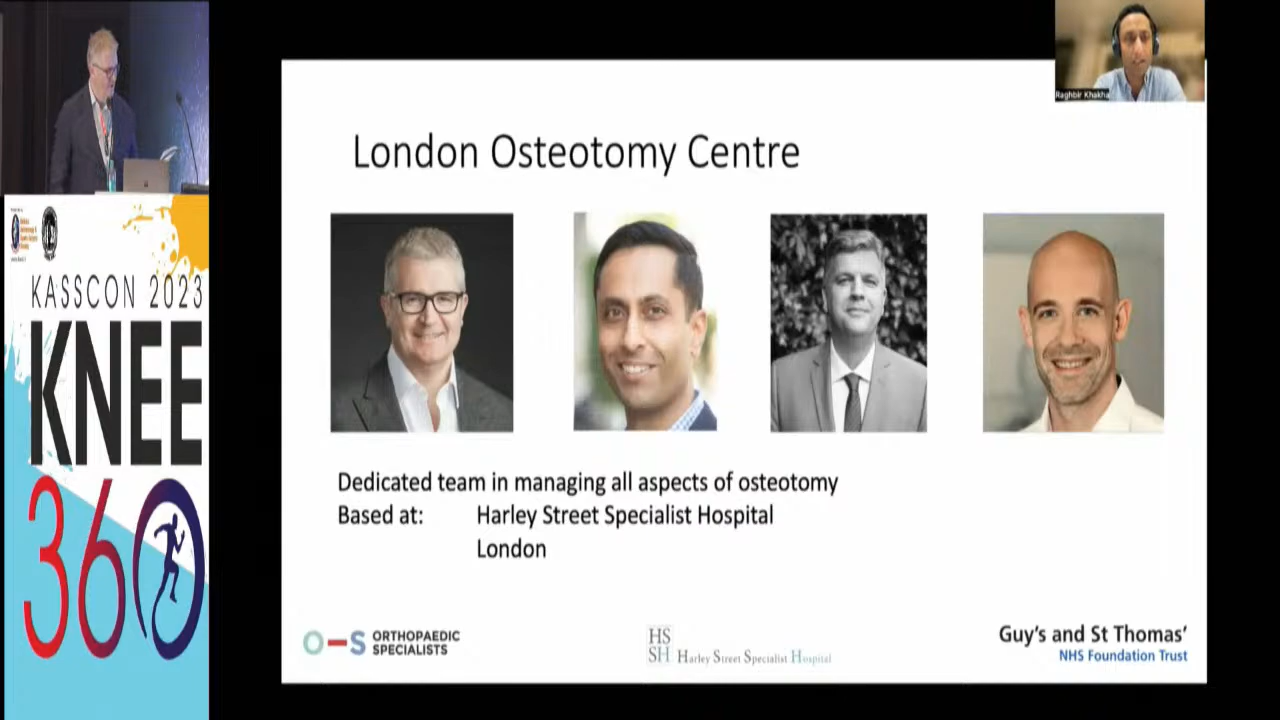 Raghbir Khakha
London Osteotomy Centre
Dedicated team in managing all aspects of osteotomy
Based at: Harley Street Specialist Hospital
London
O–S ORTHOPAEDIC
SPECIALISTS
HS
SH Harley Street Specialist Hospital
Guy's and St Thomas'
NHS Foundation Trust
KASSCON 2023
KNEE
360